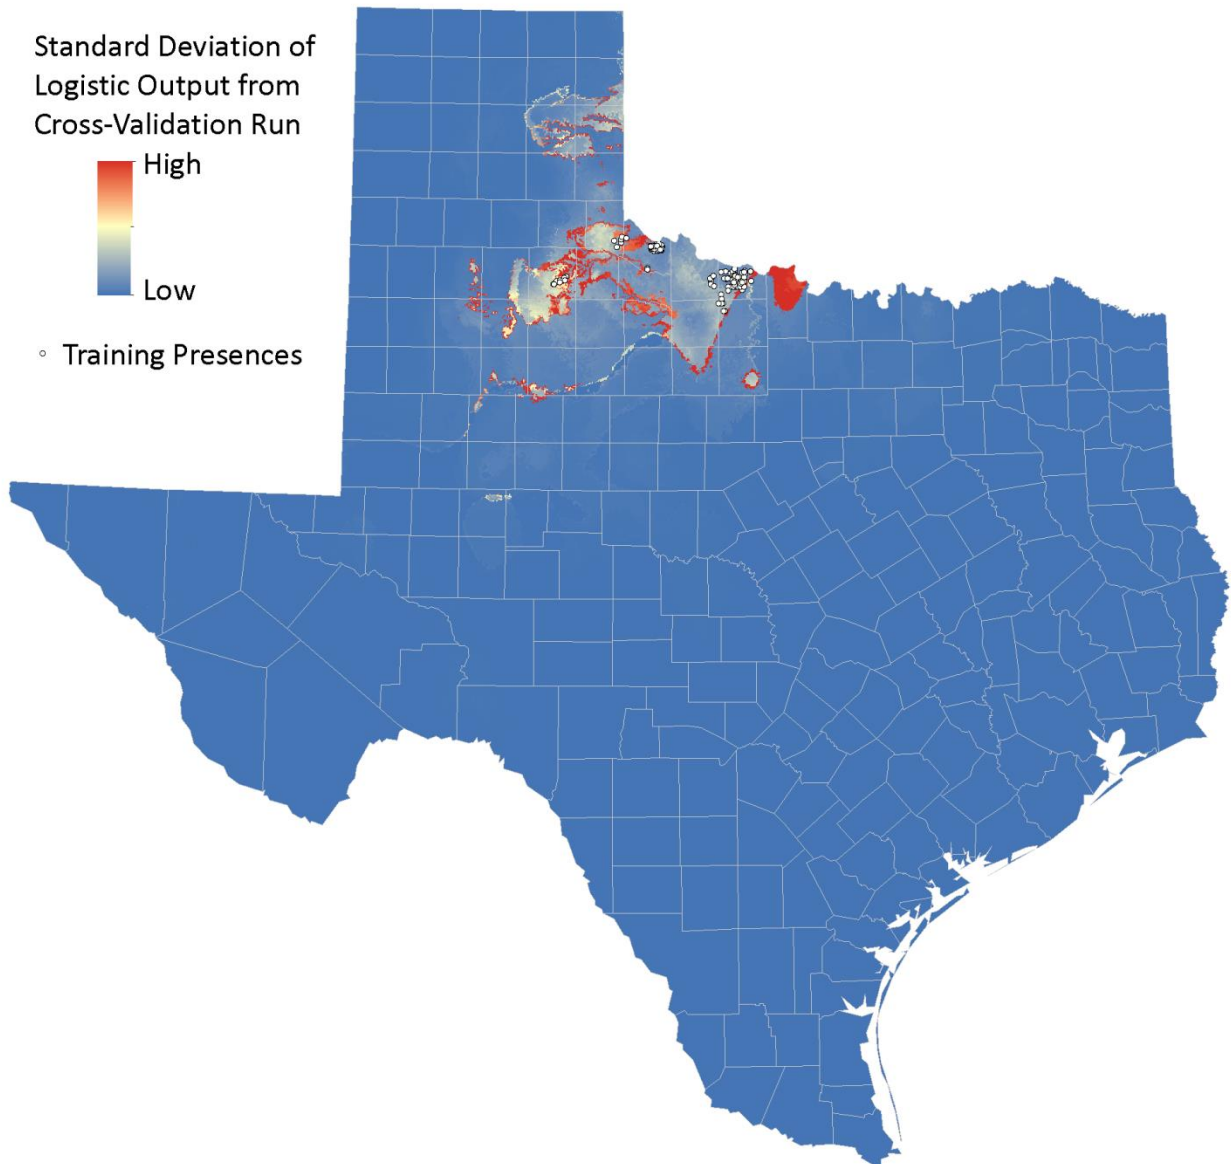 Standard Deviation of
Logistic Output from
Cross-Validation Run
High
Low
Training Presences